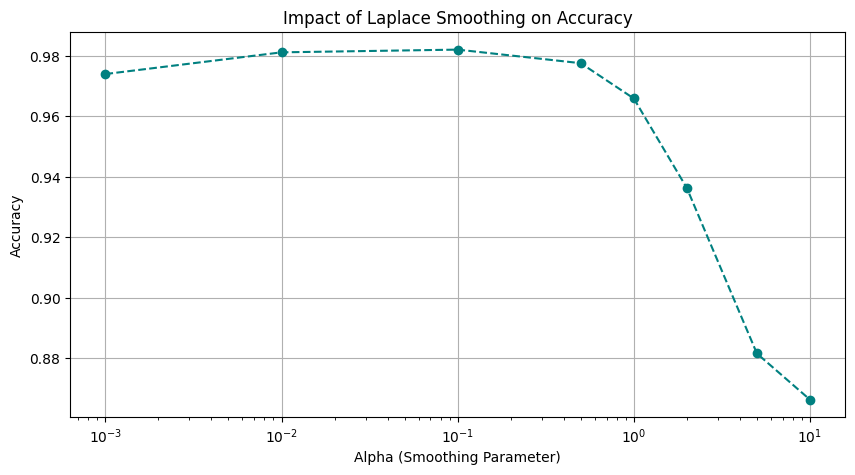 Impact of Laplace Smoothing on Accuracy
0.98
0.96
0.94
0.92
0.90
0.88
Accuracy
10⁻³ 10⁻² 10⁻¹ 10⁰ 10¹
Alpha (Smoothing Parameter)